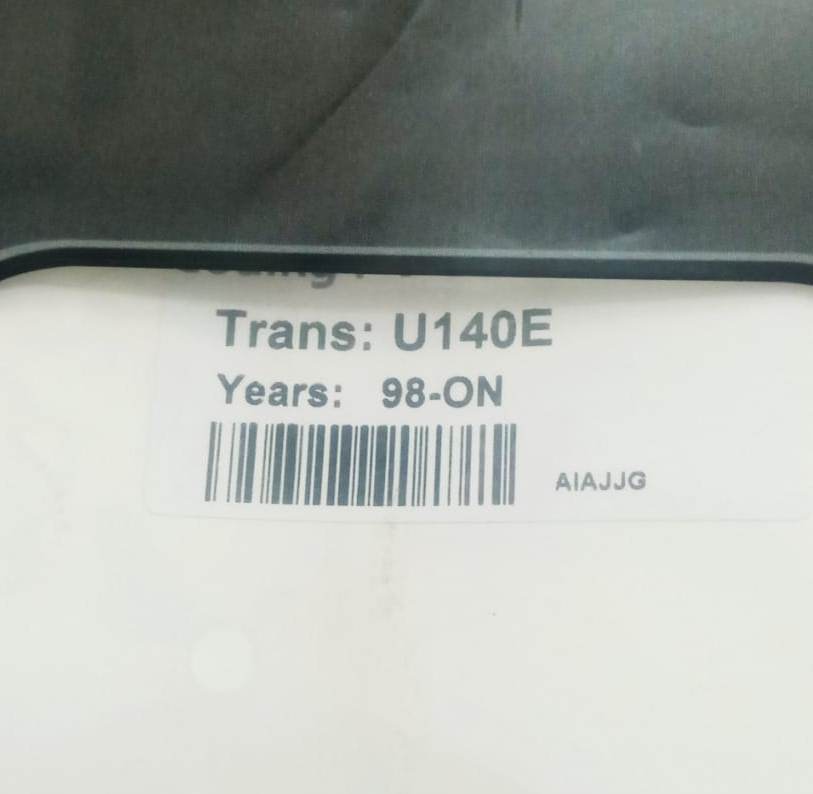 Trans: U140E
Years: 98-ON
AIAJJG